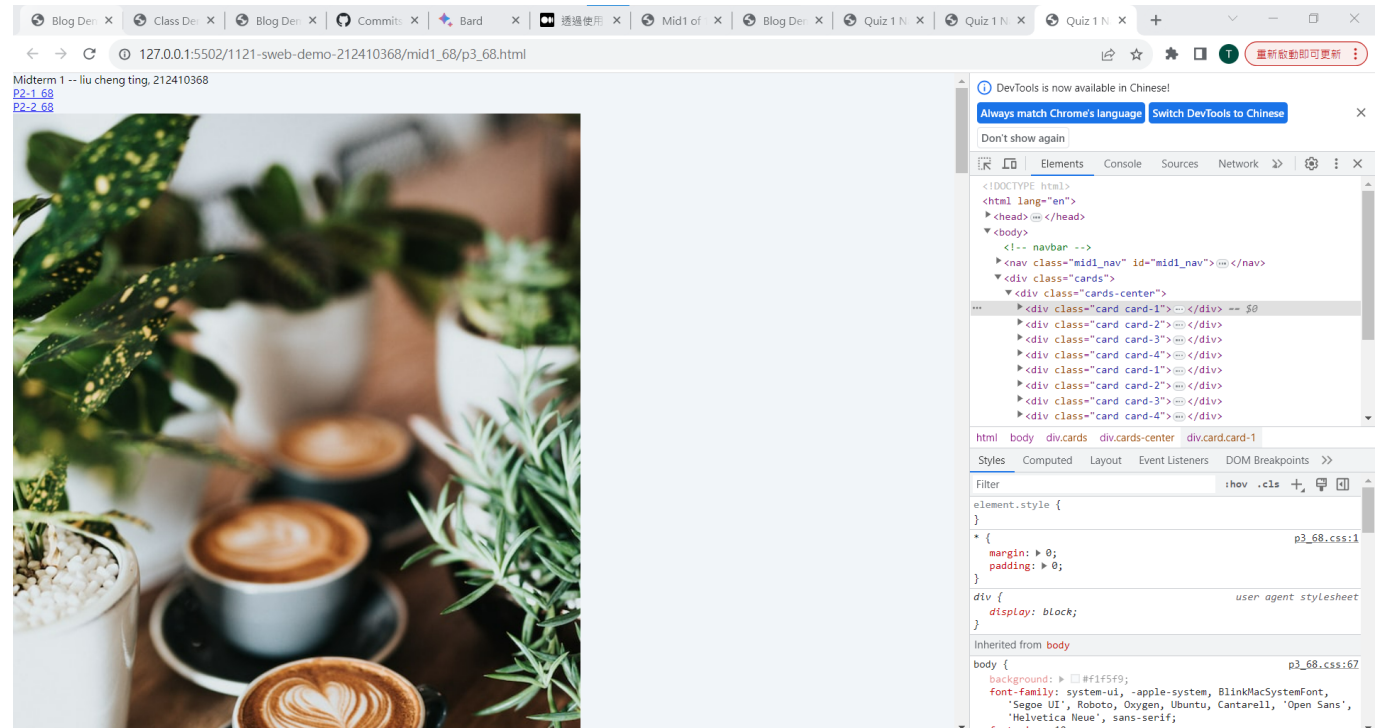 Blog Den
Class Der
Blog Den
Commits
Bard
透過使用
Mid1 of
Blog Den
Quiz 1 N
Quiz 1 N
Quiz 1 N
127.0.0.1:5502/1121-sweb-demo-212410368/mid1_68/p3_68.html
T
重新啟動即可更新
Midterm 1 -- liu cheng ting, 212410368
P2-1_68
P2-2_68
DevTools is now available in Chinese!
Always match Chrome's language Switch DevTools to Chinese
Don't show again
Elements Console Sources Network
<!DOCTYPE html>
<html lang="en">
<head> </head>
<body>
<!-- navbar -->
<nav class="mid1_nav" id="mid1_nav"> </nav>
<div class="cards">
<div class="cards-center">
<div class="card card-1"> </div> == $0
<div class="card card-2"> </div>
<div class="card card-3"> </div>
<div class="card card-4"> </div>
<div class="card card-1"> </div>
<div class="card card-2"> </div>
<div class="card card-3"> </div>
<div class="card card-4"> </div>
html body div.cards div.cards-center div.card.card-1
Styles Computed Layout Event Listeners DOM Breakpoints
Filter :hov .cls
element.style {
}
* { p3_68.css:1
margin: 0;
padding: 0;
}
div { user agent stylesheet
display: block;
}
Inherited from body
body { p3_68.css:67
background: #f1f5f9;
font-family: system-ui, -apple-system, BlinkMacSystemFont,
'Segoe UI', Roboto, Oxygen, Ubuntu, Cantarell, 'Open Sans',
'Helvetica Neue', sans-serif;